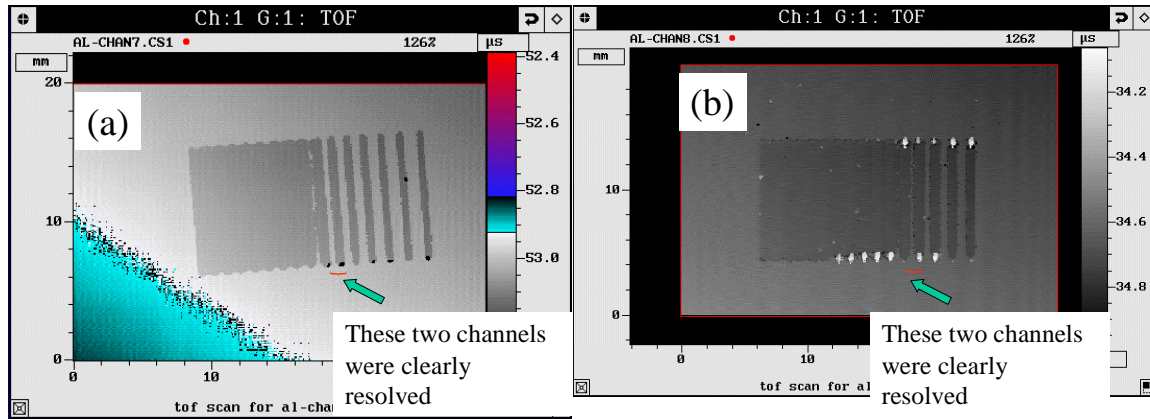 Ch:1 G:1: TOF
AL-CHAN7.CS1
126%
µs
mm
20
10
0
0
10
52.4
52.6
52.8
53.0
(a)
These two channels
were clearly
resolved
tof scan for al-chan
Ch:1 G:1: TOF
AL-CHAN8.CS1
126%
µs
mm
10
0
0
10
34.2
34.4
34.6
34.8
(b)
These two channels
were clearly
resolved
tof scan for al